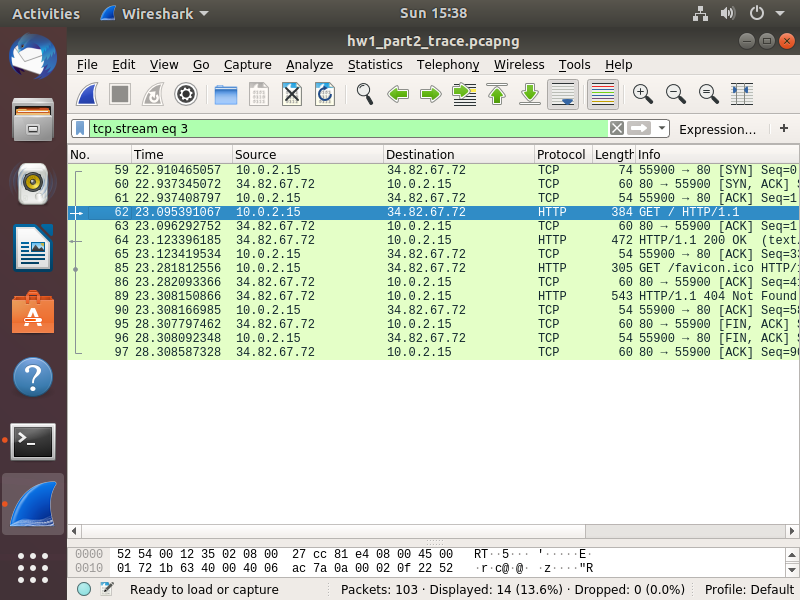 Activities Wireshark Sun 15:38
hw1_part2_trace.pcapng
File Edit View Go Capture Analyze Statistics Telephony Wireless Tools Help
tcp.stream eq 3 Expression… +
No. Time Source Destination Protocol Length Info
59 22.910465057 10.0.2.15 34.82.67.72 TCP 74 55900 → 80 [SYN] Seq=0
60 22.937345072 34.82.67.72 10.0.2.15 TCP 60 80 → 55900 [SYN, ACK] S
61 22.937408797 10.0.2.15 34.82.67.72 TCP 54 55900 → 80 [ACK] Seq=1
62 23.095391067 10.0.2.15 34.82.67.72 HTTP 384 GET / HTTP/1.1
63 23.096292752 34.82.67.72 10.0.2.15 TCP 60 80 → 55900 [ACK] Seq=1
64 23.123396185 34.82.67.72 10.0.2.15 HTTP 472 HTTP/1.1 200 OK (text
65 23.123419534 10.0.2.15 34.82.67.72 TCP 54 55900 → 80 [ACK] Seq=33
85 23.281812556 10.0.2.15 34.82.67.72 HTTP 305 GET /favicon.ico HTTP/
86 23.282093366 34.82.67.72 10.0.2.15 TCP 60 80 → 55900 [ACK] Seq=41
89 23.308150866 34.82.67.72 10.0.2.15 HTTP 543 HTTP/1.1 404 Not Found
90 23.308166985 10.0.2.15 34.82.67.72 TCP 54 55900 → 80 [ACK] Seq=58
95 28.307797462 34.82.67.72 10.0.2.15 TCP 60 80 → 55900 [FIN, ACK]
96 28.308092348 10.0.2.15 34.82.67.72 TCP 54 55900 → 80 [FIN, ACK]
97 28.308587328 34.82.67.72 10.0.2.15 TCP 60 80 → 55900 [ACK] Seq=90
0000 52 54 00 12 35 02 08 00 27 cc 81 e4 08 00 45 00 RT··5··· '·····E·
0010 01 72 1b 63 40 00 40 06 ac 7a 0a 00 02 0f 22 52 ·r·c@·@· ·z····"R
Ready to load or capture Packets: 103 · Displayed: 14 (13.6%) · Dropped: 0 (0.0%) Profile: Default